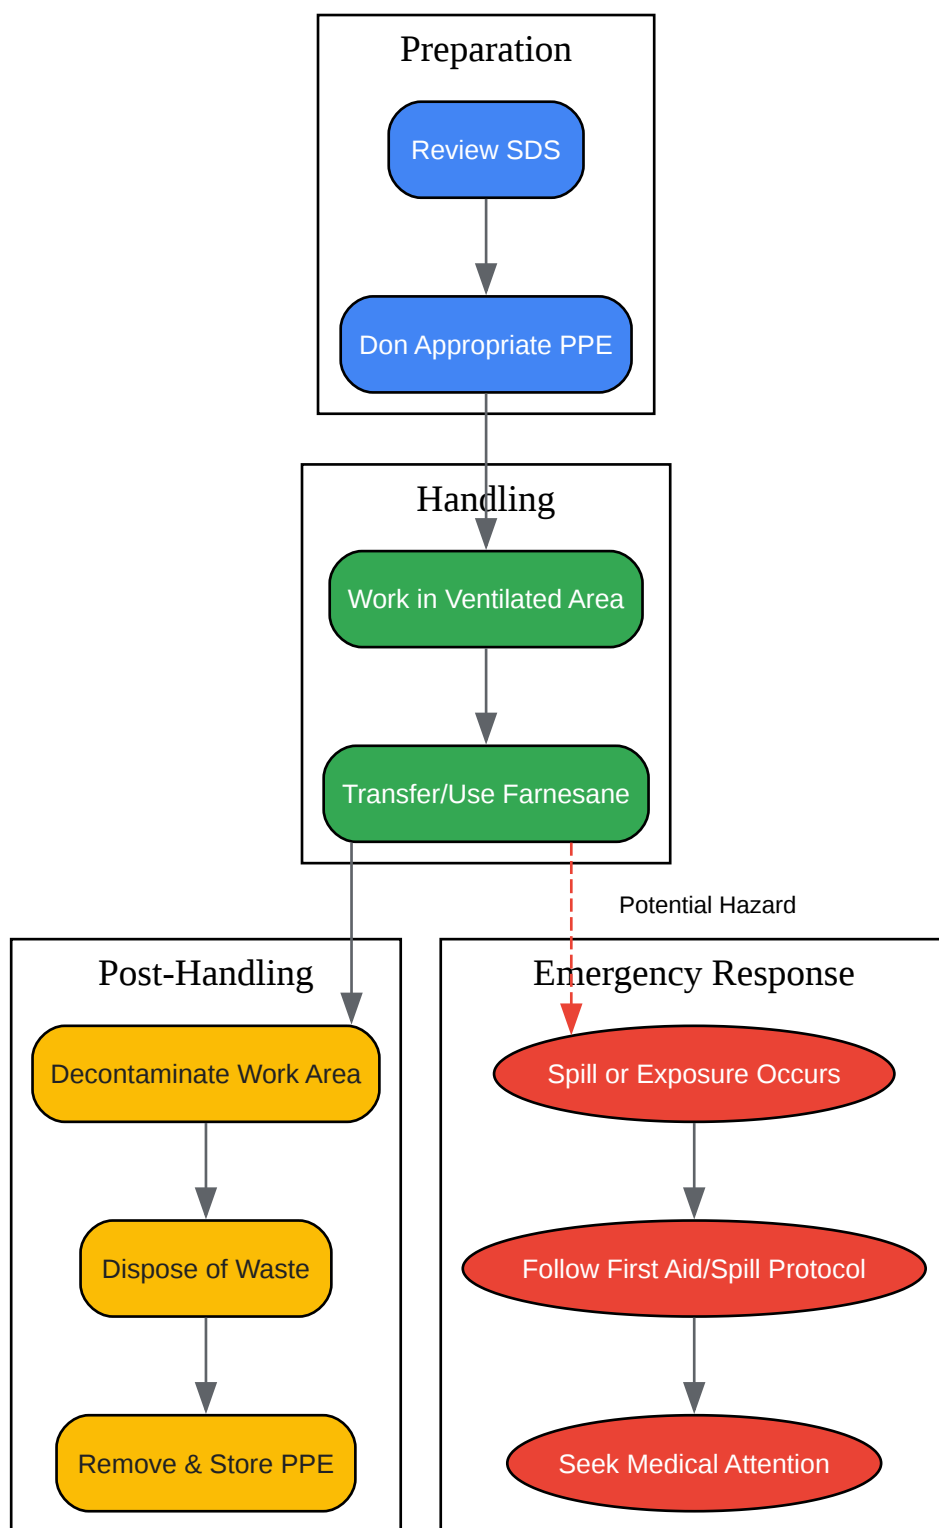 Preparation
Review SDS
Don Appropriate PPE
Handling
Work in Ventilated Area
Transfer/Use Farnesane
Potential Hazard
Post-Handling
Decontaminate Work Area
Dispose of Waste
Remove & Store PPE
Emergency Response
Spill or Exposure Occurs
Follow First Aid/Spill Protocol
Seek Medical Attention